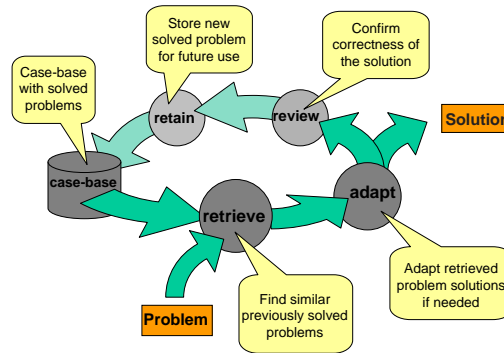 Store new
solved problem
for future use
Confirm
correctness of
the solution
Case-base
with solved
problems
retain
review
Solution
case-base
retrieve
adapt
Problem
Find similar
previously solved
problems
Adapt retrieved
problem solutions
if needed